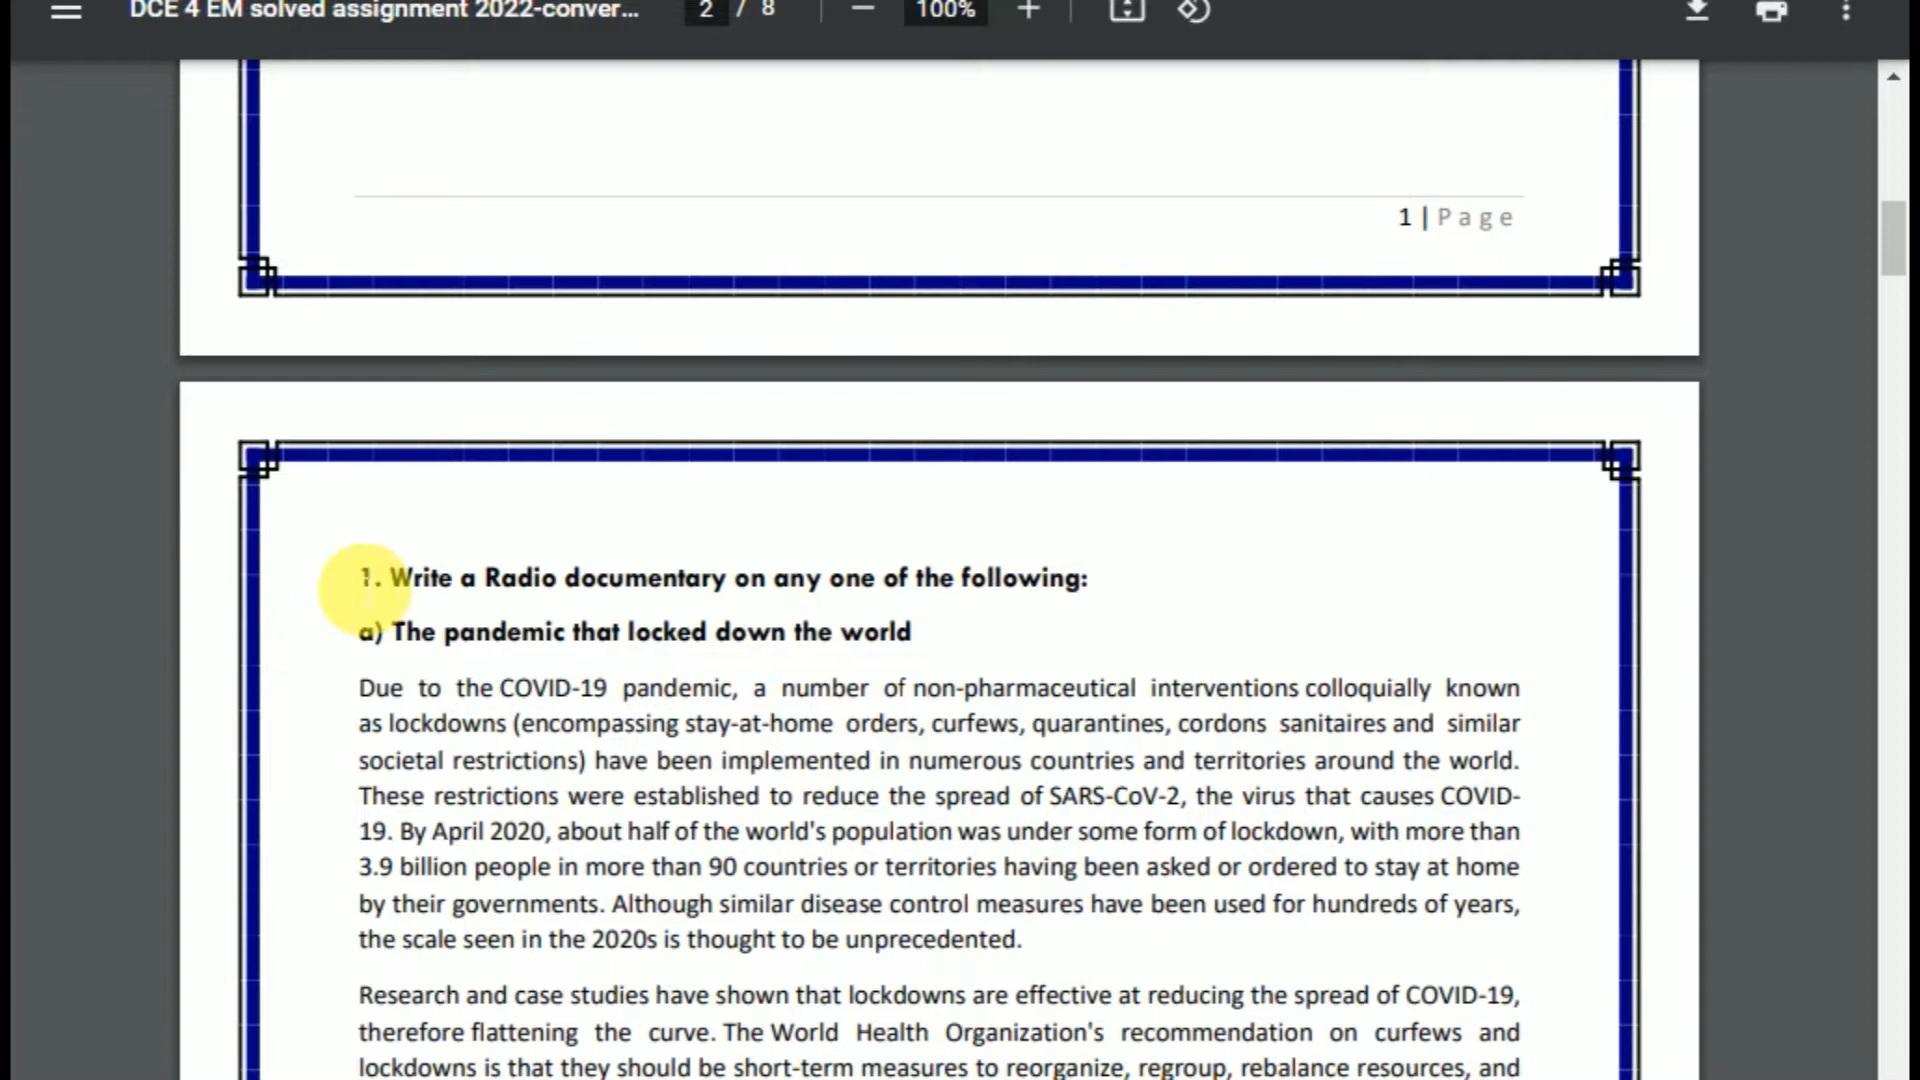 DCE 4 EM solved assignment 2022-conver...
2 / 8
100%
1 | Page
1. Write a Radio documentary on any one of the following:
a) The pandemic that locked down the world
Due to the COVID-19 pandemic, a number of non-pharmaceutical interventions colloquially known
as lockdowns (encompassing stay-at-home orders, curfews, quarantines, cordons sanitaires and similar
societal restrictions) have been implemented in numerous countries and territories around the world.
These restrictions were established to reduce the spread of SARS-CoV-2, the virus that causes COVID-
19. By April 2020, about half of the world's population was under some form of lockdown, with more than
3.9 billion people in more than 90 countries or territories having been asked or ordered to stay at home
by their governments. Although similar disease control measures have been used for hundreds of years,
the scale seen in the 2020s is thought to be unprecedented.
Research and case studies have shown that lockdowns are effective at reducing the spread of COVID-19,
therefore flattening the curve. The World Health Organization's recommendation on curfews and
lockdowns is that they should be short-term measures to reorganize, regroup, rebalance resources, and